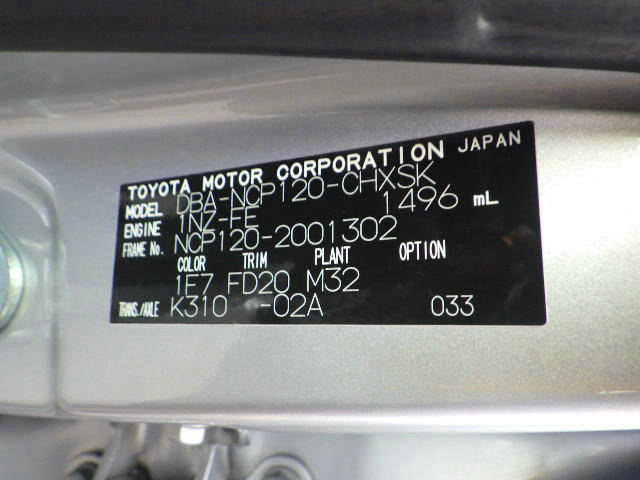 TOYOTA MOTOR CORPORATION JAPAN
MODEL DBA-NCP120-CHXSK
ENGINE 1NZ-FE 1496 mL
FRAME No. NCP120-2001302
COLOR TRIM PLANT OPTION
1E7 FD20 M32
TRANS./AXLE K310 -02A 033